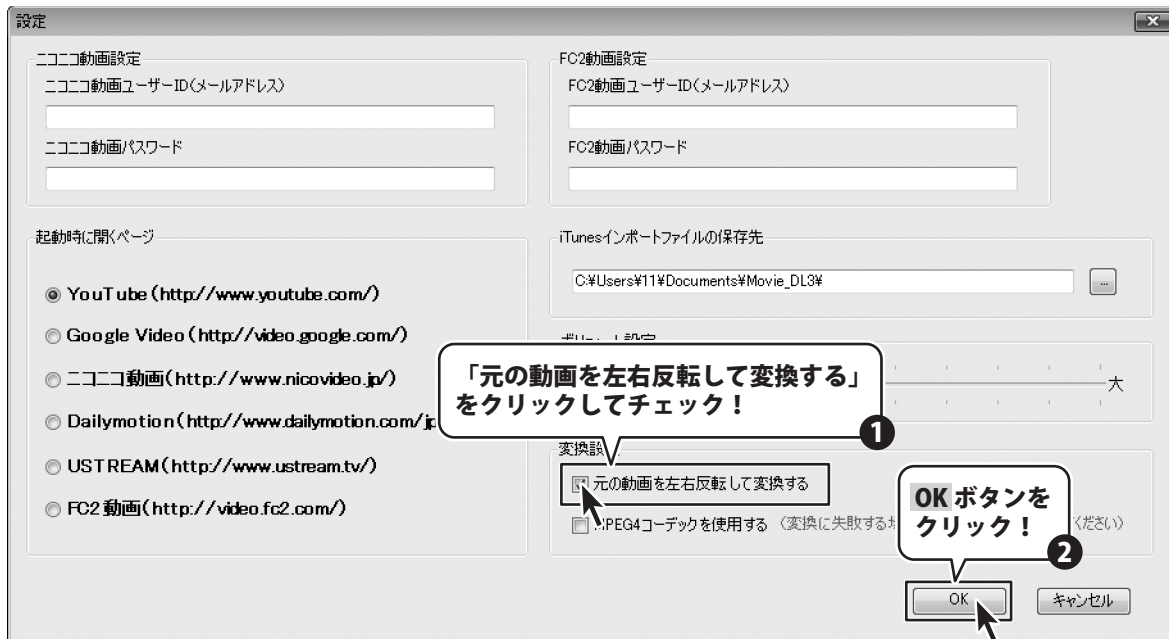 設定
ニコニコ動画設定
ニコニコ動画ユーザーID(メールアドレス)
ニコニコ動画パスワード
FC2動画設定
FC2動画ユーザーID(メールアドレス)
FC2動画パスワード
起動時に開くページ
YouTube(http://www.youtube.com/)
Google Video(http://video.google.com/)
ニコニコ動画(http://www.nicovideo.jp/)
Dailymotion(http://www.dailymotion.com/jp
USTREAM(http://www.ustream.tv/)
FC2動画(http://video.fc2.com/)
iTunesインポートファイルの保存先
C:¥Users¥11¥Documents¥Movie_DL3¥
...
大
「元の動画を左右反転して変換する」
をクリックしてチェック!
1
変換設
元の動画を左右反転して変換する
MPEG4コーデックを使用する (変換に失敗する ください)
OK ボタンを
クリック!
2
OK
キャンセル